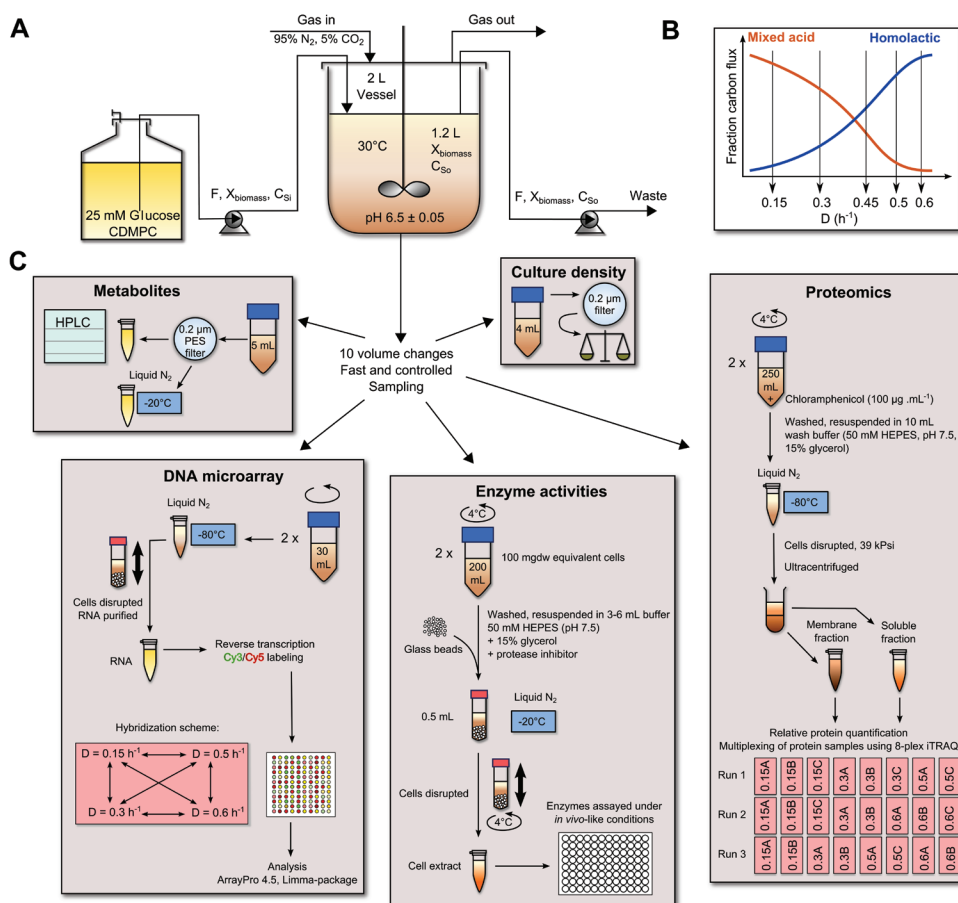 A
Gas in
95% N2, 5% CO2
Gas out
2 L
Vessel
30°C
1.2 L
Xbiomass
CSo
pH 6.5 ± 0.05
25 mM Glucose
CDMPC
F, Xbiomass, CSi
F, Xbiomass, CSo
Waste
B
Mixed acid
Homolactic
Fraction carbon flux
0.15
0.3
0.45
0.5
0.6
D (h-1)
C
Metabolites
HPLC
0.2 µm
PES
filter
5 mL
Liquid N2
-20°C
Culture density
4 mL
0.2 µm
filter
10 volume changes
Fast and controlled
Sampling
DNA microarray
Liquid N2
-80°C
2 x
30
mL
Cells disrupted
RNA purified
RNA
Reverse transcription
Cy3/Cy5 labeling
Hybridization scheme:
D = 0.15 h-1
D = 0.5 h-1
D = 0.3 h-1
D = 0.6 h-1
Analysis
ArrayPro 4.5, Limma-package
Enzyme activities
4°C
2 x
200
mL
100 mgdw equivalent cells
Washed, resuspended in 3-6 mL buffer
50 mM HEPES (pH 7.5)
+ 15% glycerol
+ protease inhibitor
Glass beads
0.5 mL
Liquid N2
-20°C
Cells disrupted
4°C
Enzymes assayed under
in vivo-like conditions
Cell extract
Proteomics
4°C
2 x
250
mL
+
Chloramphenicol (100 µg .mL-1)
Washed, resuspended in 10 mL
wash buffer (50 mM HEPES, pH 7.5,
15% glycerol)
Liquid N2
-80°C
Cells disrupted, 39 kPsi
Ultracentrifuged
Membrane
fraction
Soluble
fraction
Relative protein quantification
Multiplexing of protein samples using 8-plex iTRAQ
Run 1 0.15A 0.15B 0.15C 0.3A 0.3B 0.3C 0.5A 0.5C
Run 2 0.15A 0.15B 0.15C 0.3A 0.3B 0.6A 0.6B 0.6C
Run 3 0.15A 0.15B 0.3A 0.3B 0.5A 0.5C 0.6A 0.6B